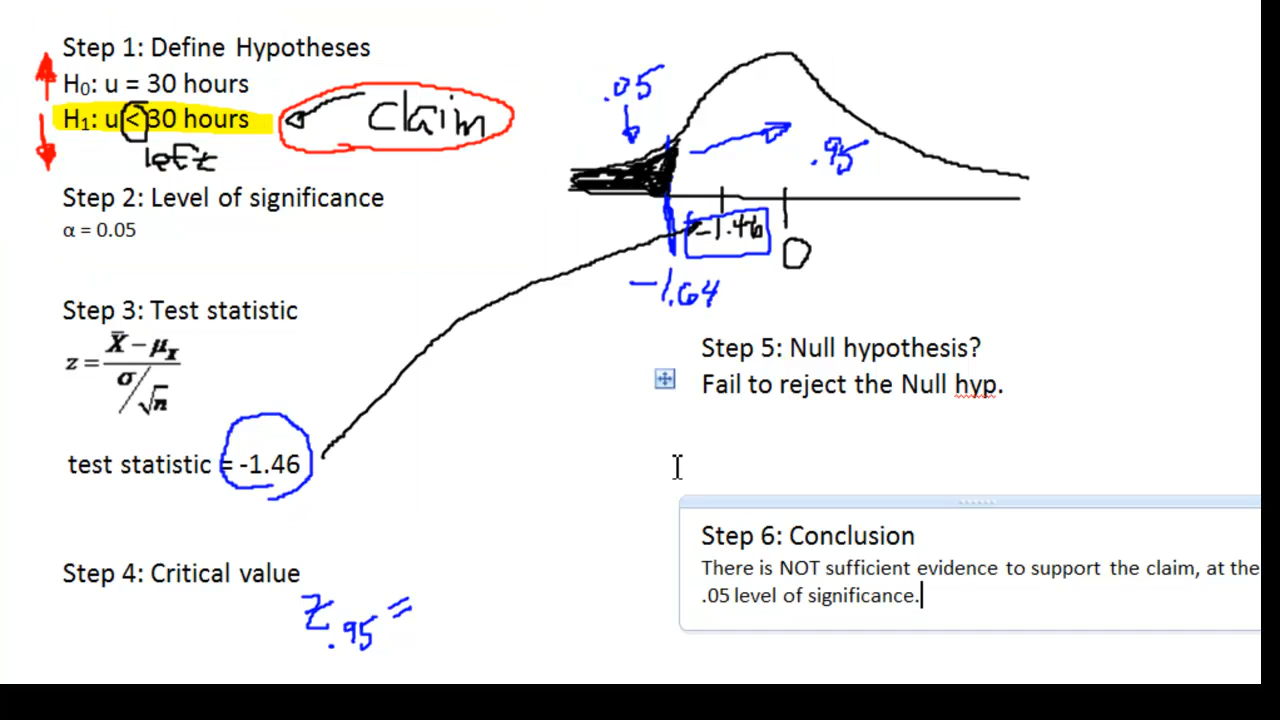 Step 1: Define Hypotheses
H₀: u = 30 hours
H₁: u < 30 hours
claim
left
Step 2: Level of significance
α = 0.05
Step 3: Test statistic
z = X̄ − μx̄ / σ/√n
test statistic = -1.46
Step 4: Critical value
z.95 =
.05
.95
-1.46
0
-1.64
Step 5: Null hypothesis?
Fail to reject the Null hyp.
Step 6: Conclusion
There is NOT sufficient evidence to support the claim, at the
.05 level of significance.